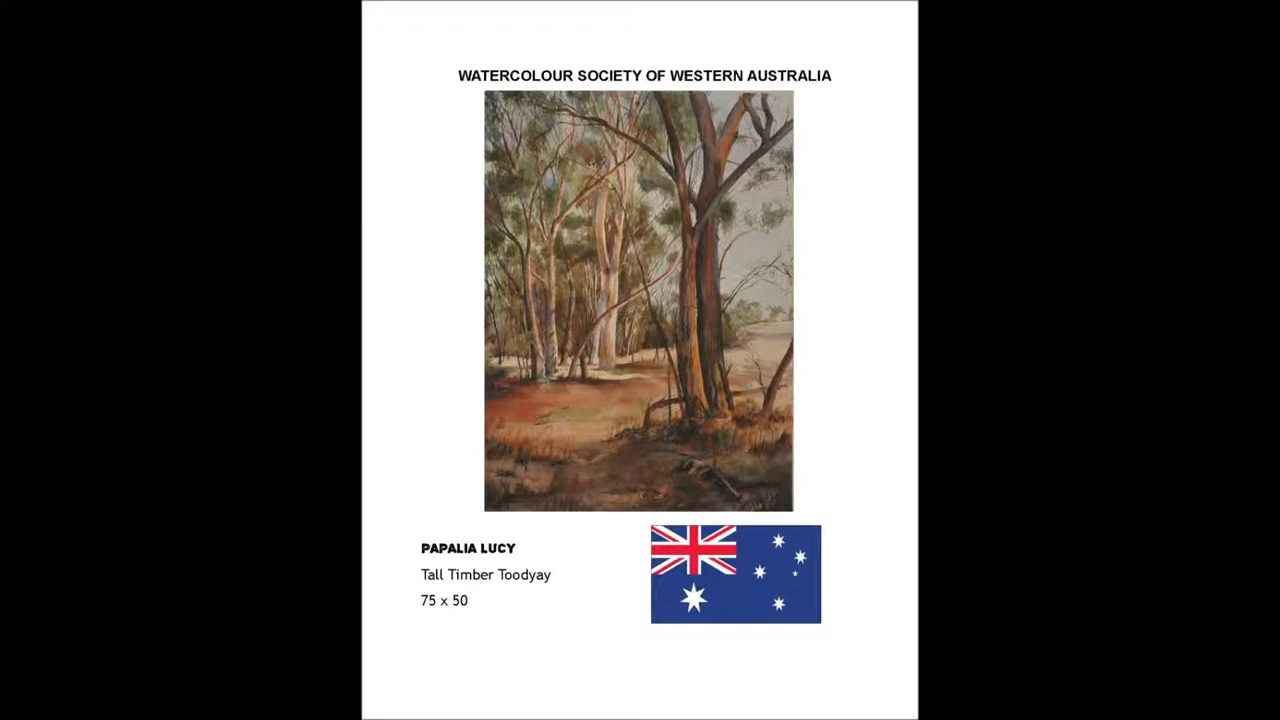 WATERCOLOUR SOCIETY OF WESTERN AUSTRALIA
PAPALIA LUCY
Tall Timber Toodyay
75 x 50